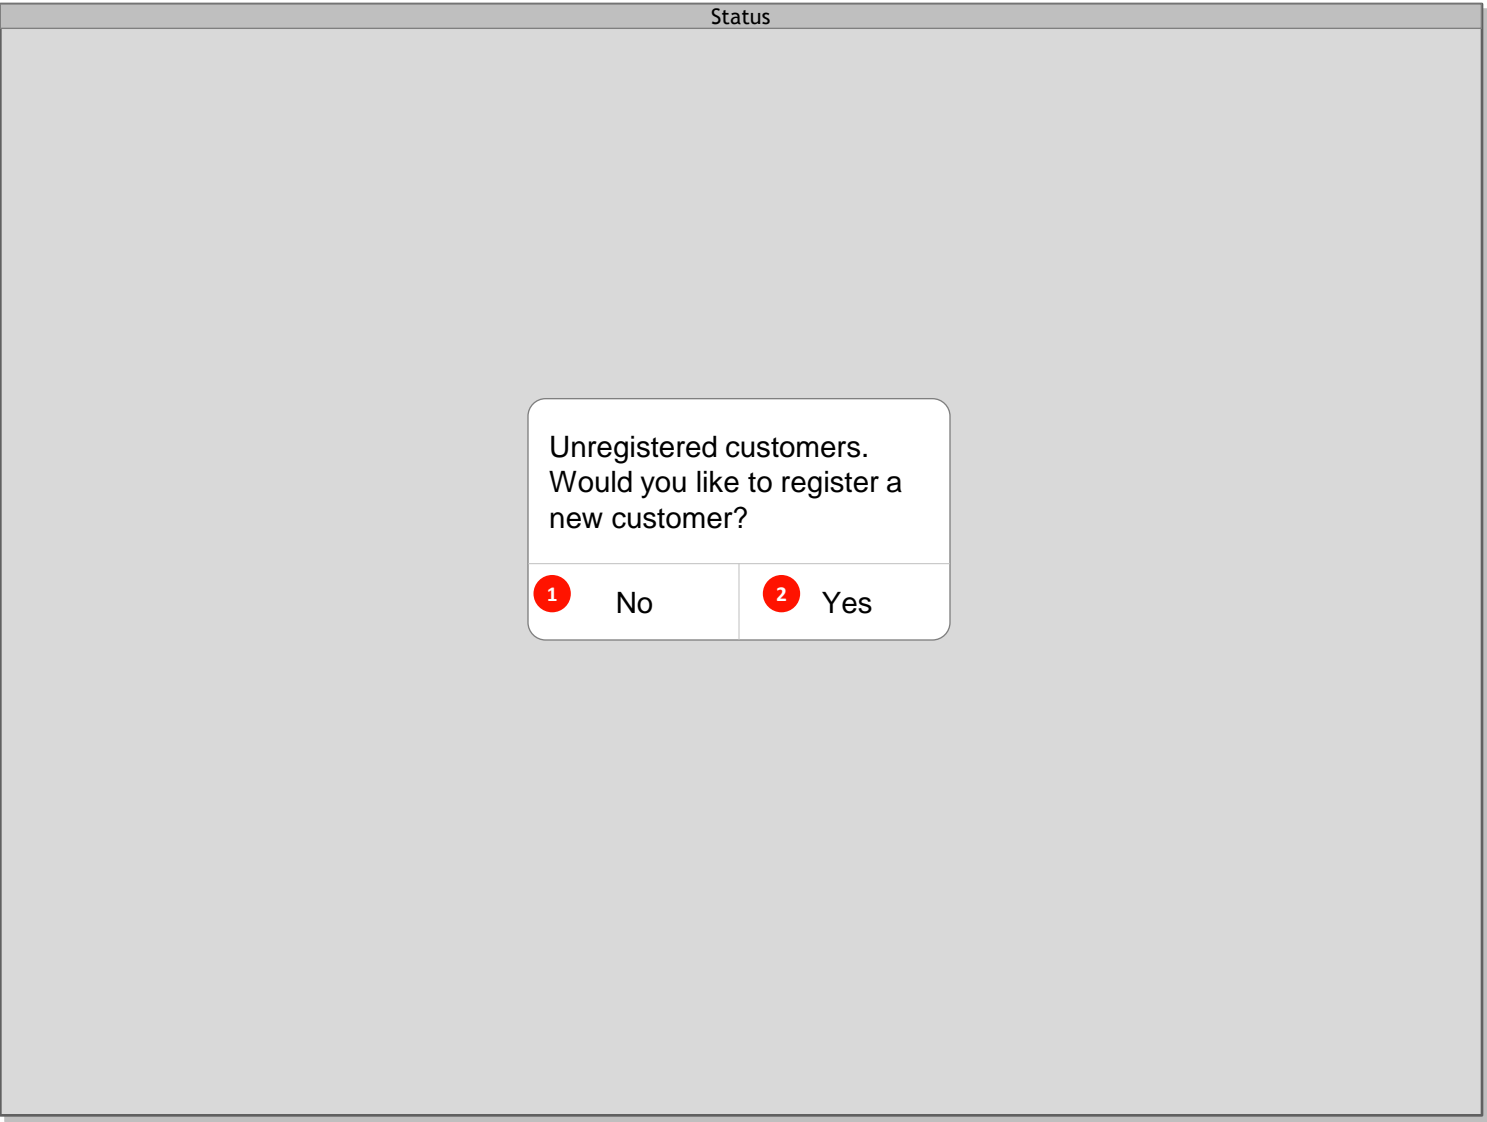 Status
Unregistered customers.
Would you like to register a
new customer?
1 No
2 Yes